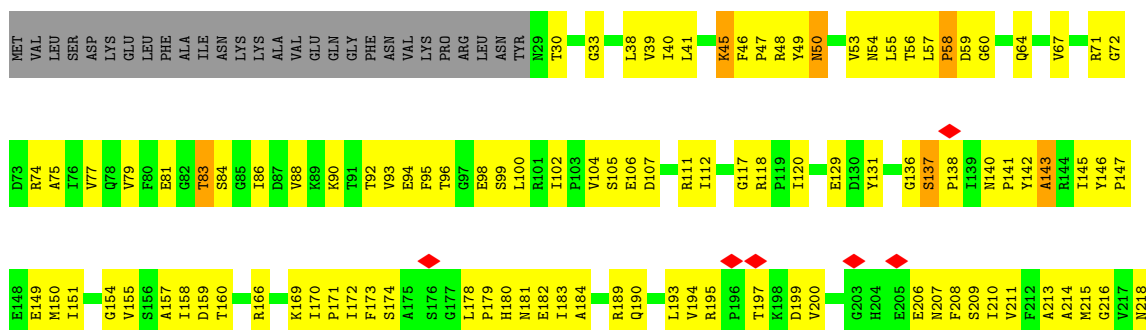 MET VAL LEU SER ASP LYS GLU LEU PHE ALA ILE ASN LYS LYS ALA VAL GLU GLN GLY PHE ASN VAL LYS PRO ARG LEU ASN TYR N29 T30 G33 L38 V39 I40 L41 K45 F46 P47 R48 Y49 N50 V53 N54 L55 T56 L57 P58 D59 G60 Q64 V67 R71 G72
D73 R74 A75 I76 V77 Q78 V79 F80 E81 G82 T83 S84 G85 I86 D87 V88 K89 K90 T91 T92 V93 E94 F95 T96 G97 E98 S99 L100 R101 I102 P103 V104 S105 E106 D107 R111 I112 G117 R118 P119 I120 E129 D130 Y131 G136 S137 P138 I139 N140 P141 Y142 A143 R144 I145 Y146 P147
E148 E149 M150 I151 G154 V155 S156 A157 I158 D159 T160 R166 K169 I170 P171 I172 F173 S174 A175 S176 G177 L178 P179 H180 N181 E182 I183 A184 R189 Q190 L193 V194 R195 P196 T197 K198 D199 V200 G203 H204 E205 E206 N207 F208 S209 I210 V211 F212 A213 A214 M215 G216 V217 N218